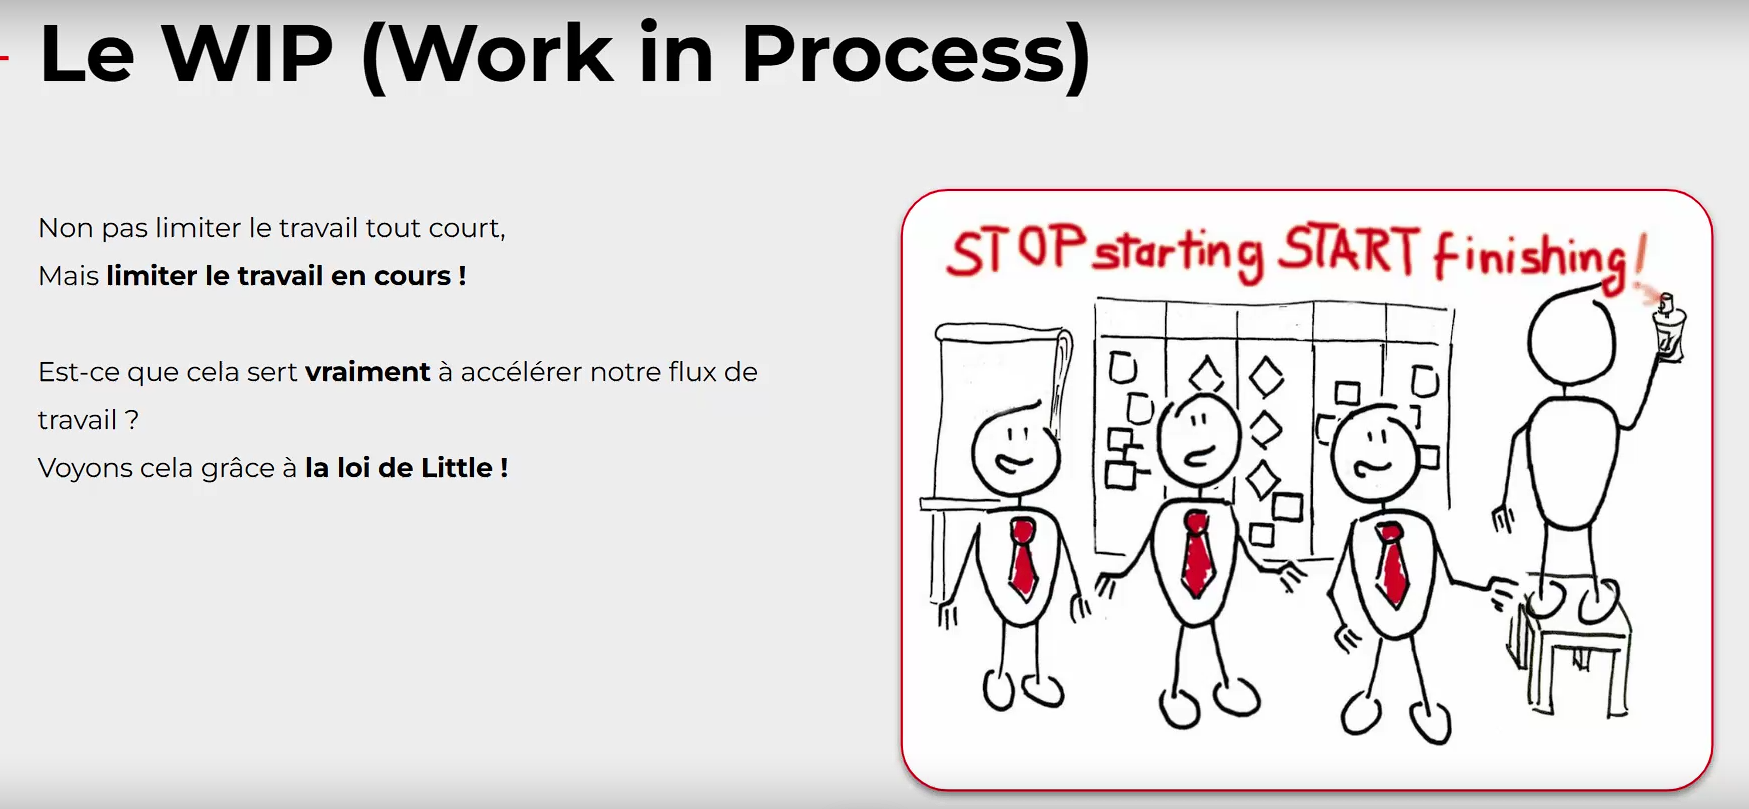 Le WIP (Work in Process)
Non pas limiter le travail tout court,
Mais limiter le travail en cours !
Est-ce que cela sert vraiment à accélérer notre flux de
travail ?
Voyons cela grâce à la loi de Little !
STOP starting START finishing!